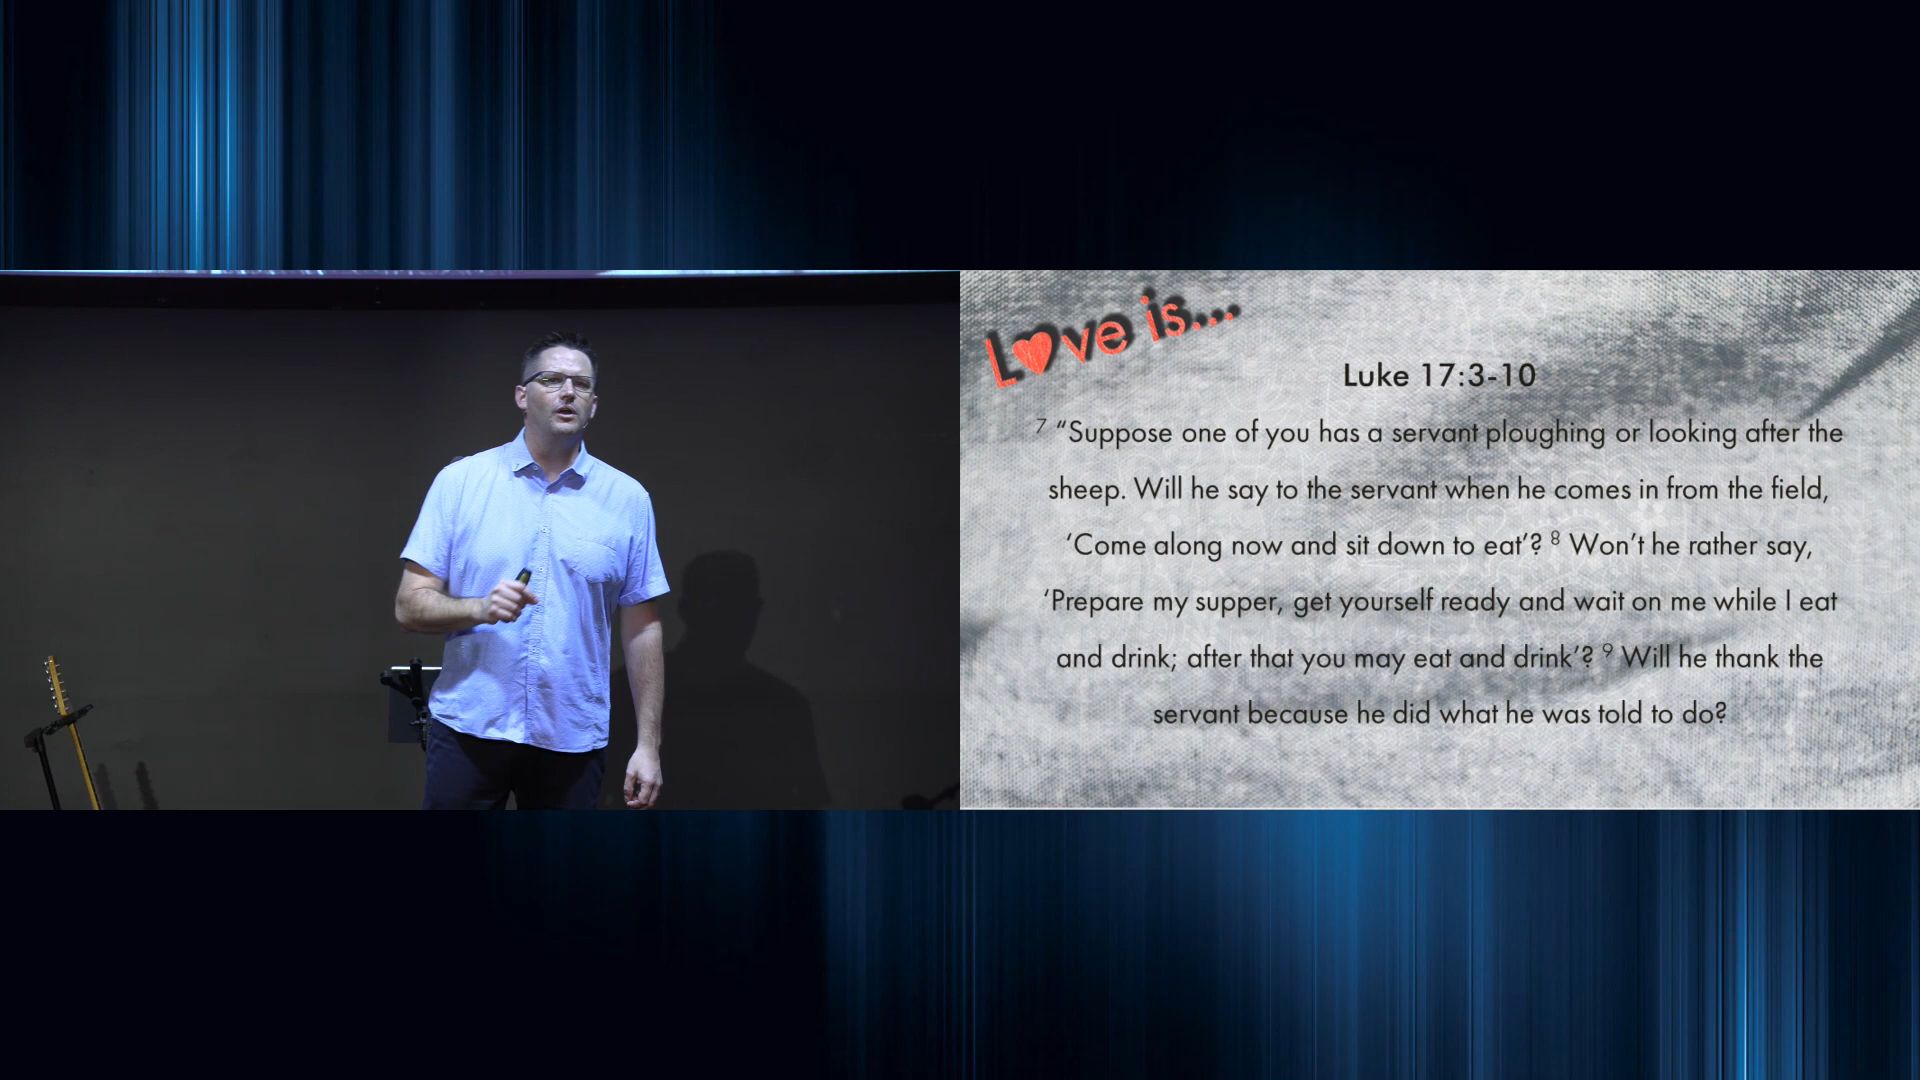 Love is...
Luke 17:3-10
7 “Suppose one of you has a servant ploughing or looking after the
sheep. Will he say to the servant when he comes in from the field,
‘Come along now and sit down to eat’? 8 Won’t he rather say,
‘Prepare my supper, get yourself ready and wait on me while I eat
and drink; after that you may eat and drink’? 9 Will he thank the
servant because he did what he was told to do?